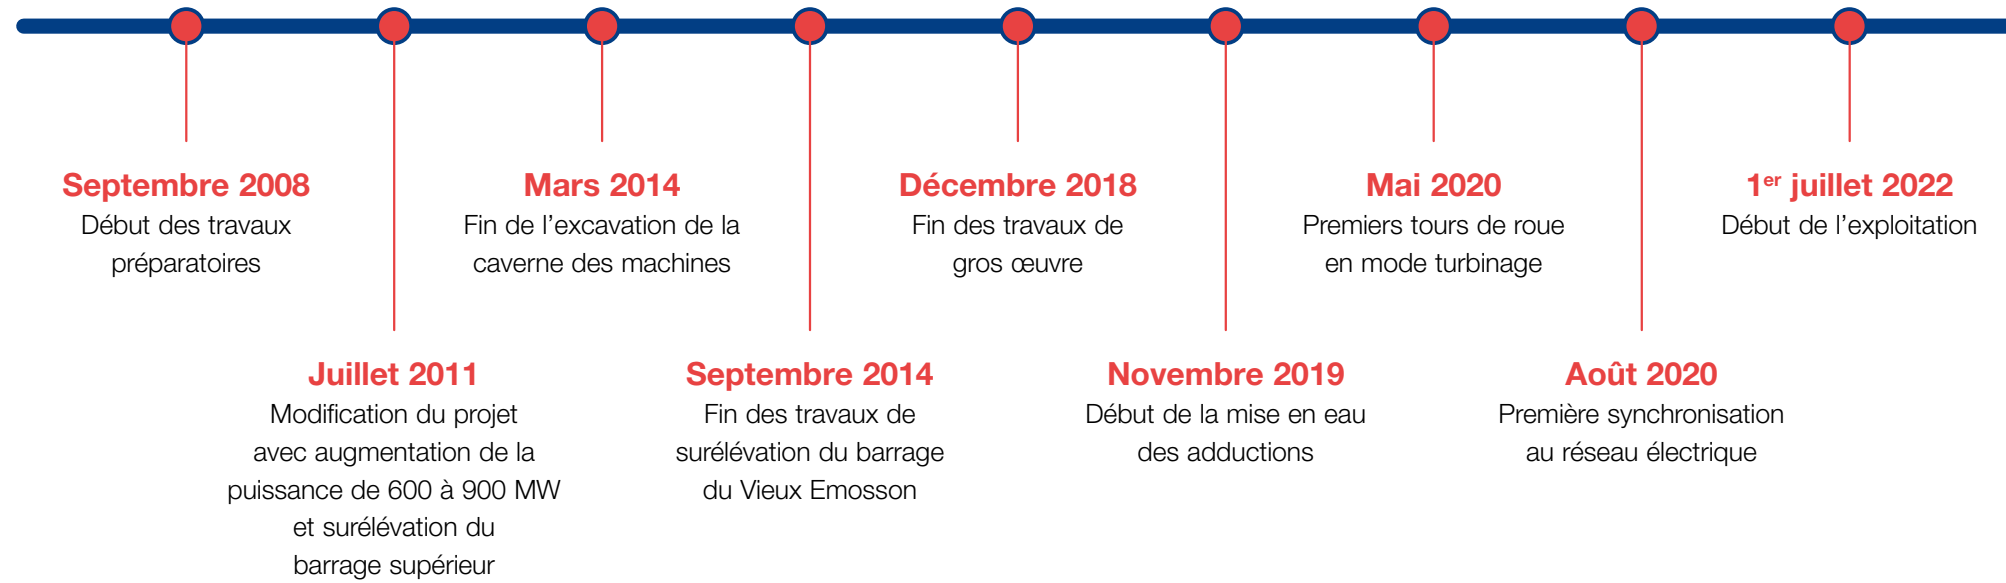 Septembre 2008
Début des travaux
préparatoires
Juillet 2011
Modification du projet
avec augmentation de la
puissance de 600 à 900 MW
et surélévation du
barrage supérieur
Mars 2014
Fin de l’excavation de la
caverne des machines
Septembre 2014
Fin des travaux de
surélévation du barrage
du Vieux Emosson
Décembre 2018
Fin des travaux de
gros œuvre
Novembre 2019
Début de la mise en eau
des adductions
Mai 2020
Premiers tours de roue
en mode turbinage
Août 2020
Première synchronisation
au réseau électrique
1er juillet 2022
Début de l’exploitation